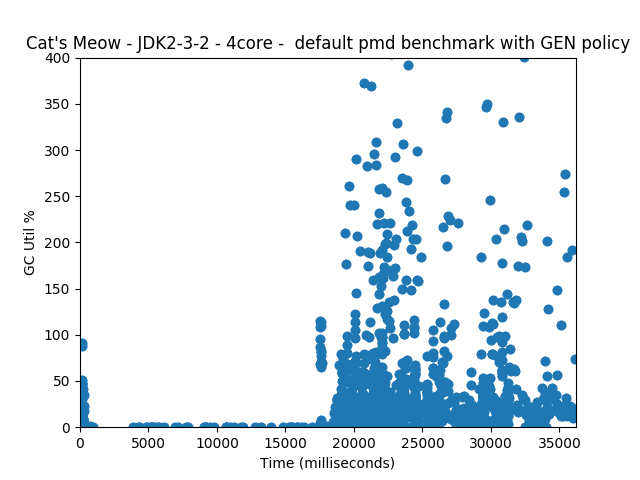 Cat's Meow - JDK2-3-2 - 4core -  default pmd benchmark with GEN policy
400
350
300
250
200
150
100
50
0
GC Util %
0 5000 10000 15000 20000 25000 30000 35000
Time (milliseconds)